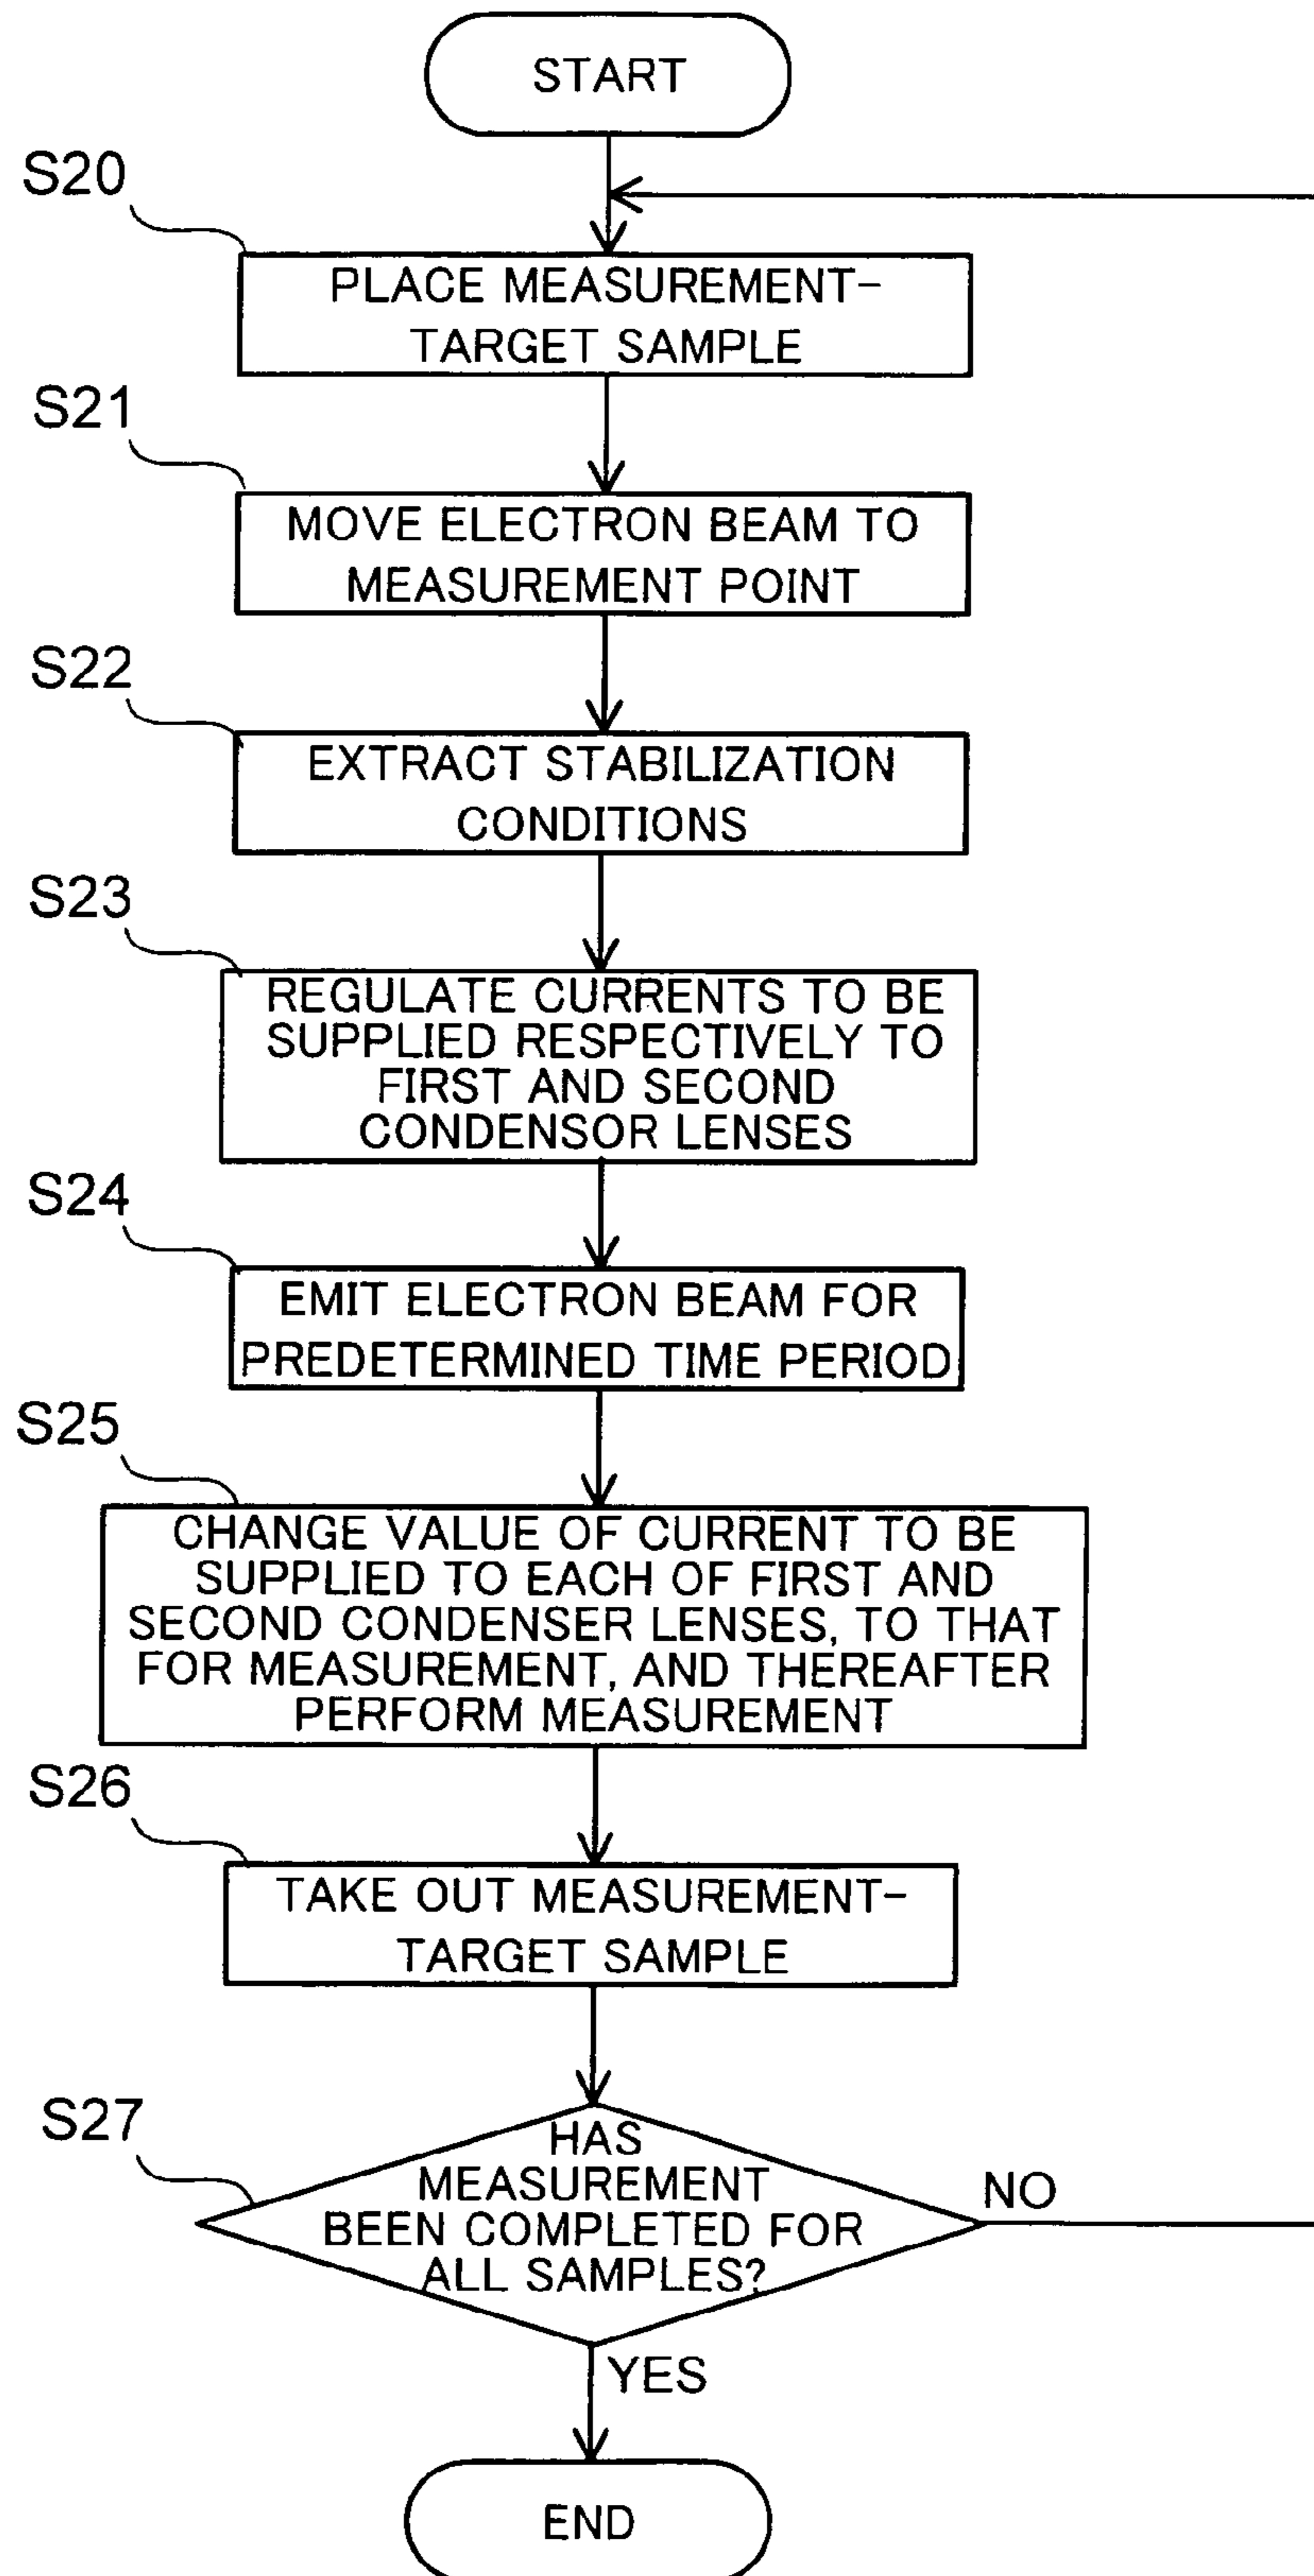 START
S20
PLACE MEASUREMENT-
TARGET SAMPLE
S21
MOVE ELECTRON BEAM TO
MEASUREMENT POINT
S22
EXTRACT STABILIZATION
CONDITIONS
S23
REGULATE CURRENTS TO BE
SUPPLIED RESPECTIVELY TO
FIRST AND SECOND
CONDENSOR LENSES
S24
EMIT ELECTRON BEAM FOR
PREDETERMINED TIME PERIOD
S25
CHANGE VALUE OF CURRENT TO BE
SUPPLIED TO EACH OF FIRST AND
SECOND CONDENSER LENSES, TO THAT
FOR MEASUREMENT, AND THEREAFTER
PERFORM MEASUREMENT
S26
TAKE OUT MEASUREMENT-
TARGET SAMPLE
S27
HAS
MEASUREMENT
BEEN COMPLETED FOR
ALL SAMPLES?
NO
YES
END